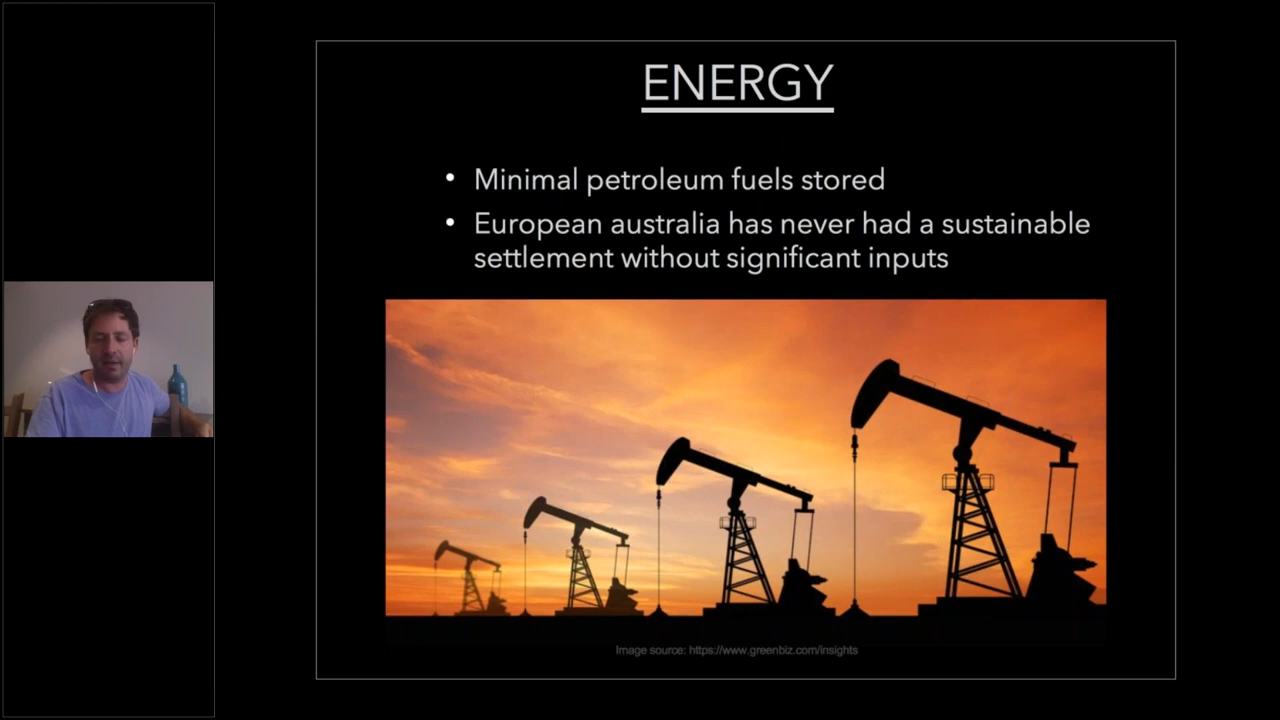 ENERGY
• Minimal petroleum fuels stored
• European australia has never had a sustainable
settlement without significant inputs
Image source: https://www.greenbiz.com/insights